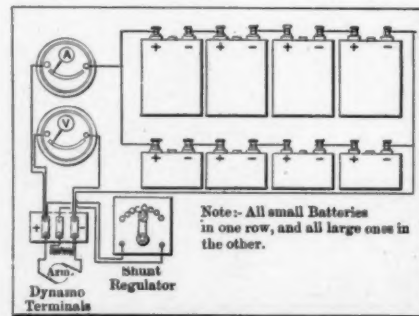 A
V
+ - + - + - + -
+ - + - + - + -
+ -
Arm.
Dynamo
Terminals
Shunt
Regulator
Note:- All small Batteries
in one row, and all large ones in
the other.